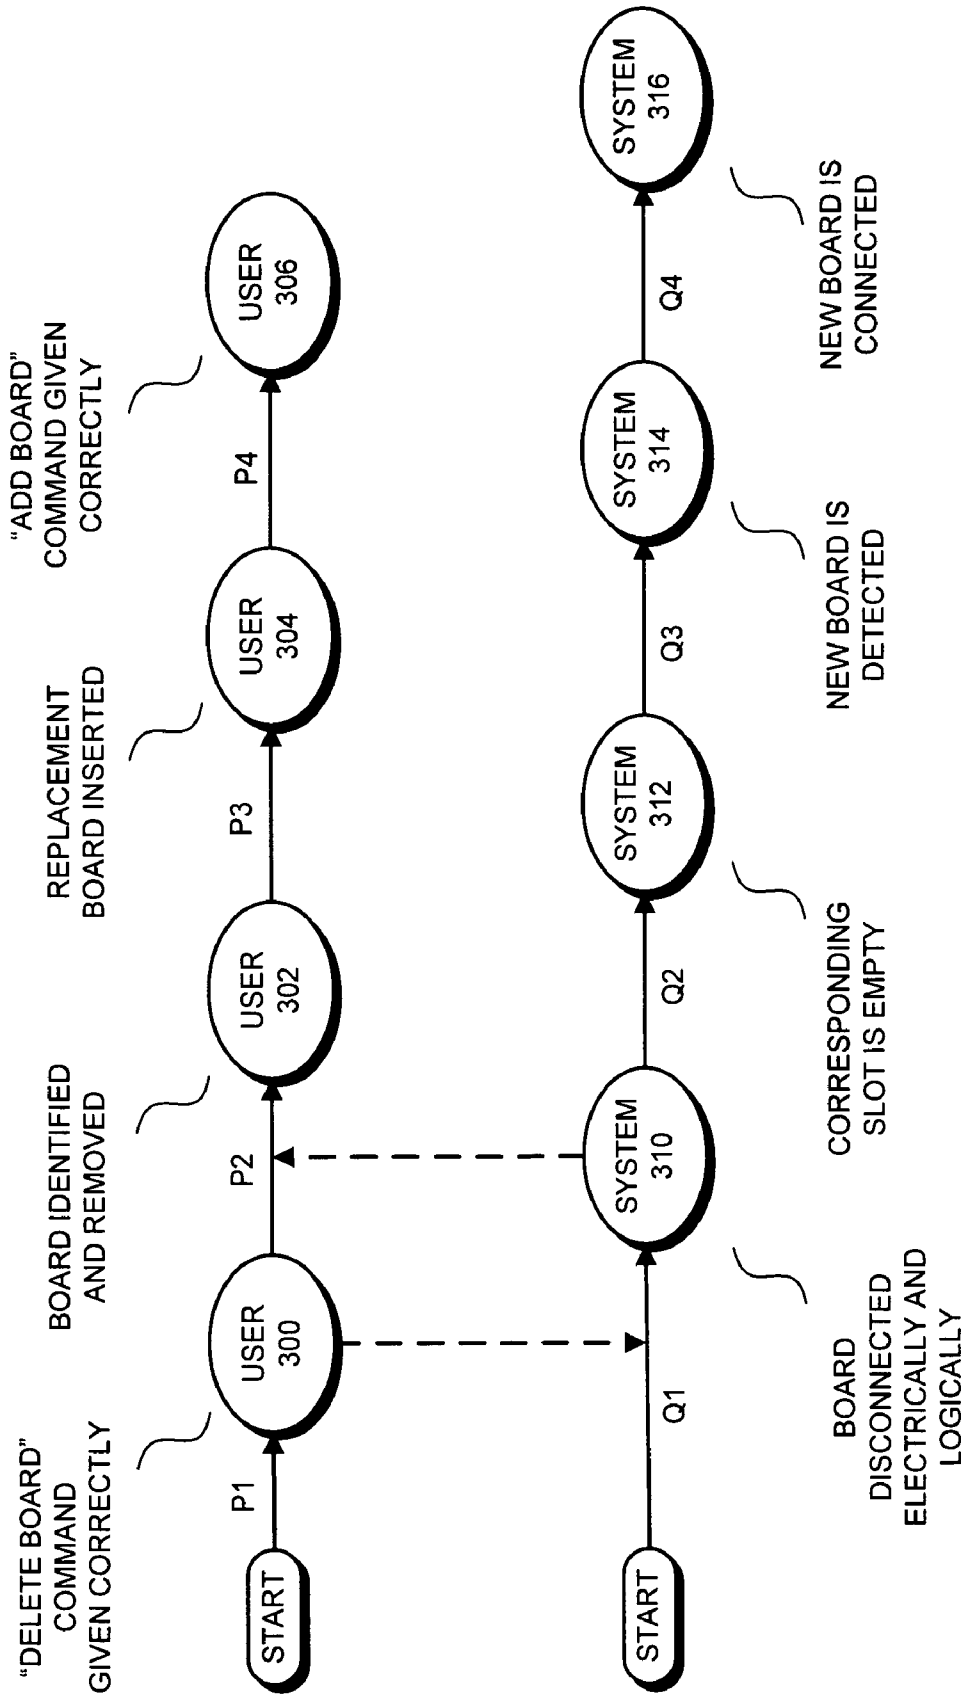 “DELETE BOARD”
COMMAND
GIVEN CORRECTLY
BOARD IDENTIFIED
AND REMOVED
REPLACEMENT
BOARD INSERTED
“ADD BOARD”
COMMAND GIVEN
CORRECTLY
START
P1
USER
300
P2
USER
302
P3
USER
304
P4
USER
306
START
Q1
SYSTEM
310
Q2
SYSTEM
312
Q3
SYSTEM
314
Q4
SYSTEM
316
BOARD
DISCONNECTED
ELECTRICALLY AND
LOGICALLY
CORRESPONDING
SLOT IS EMPTY
NEW BOARD IS
DETECTED
NEW BOARD IS
CONNECTED